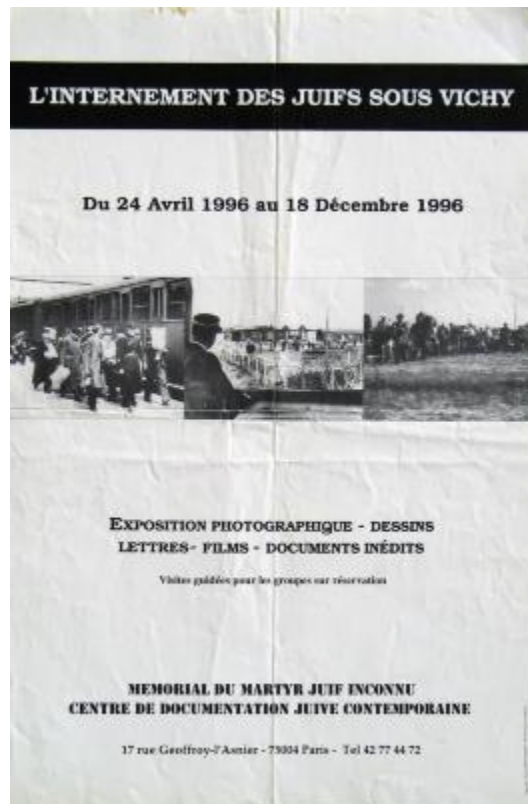 L'INTERNEMENT DES JUIFS SOUS VICHY
Du 24 Avril 1996 au 18 Décembre 1996
EXPOSITION PHOTOGRAPHIQUE - DESSINS
LETTRES- FILMS - DOCUMENTS INÉDITS
Visites guidées pour les groupes sur réservation
MEMORIAL DU MARTYR JUIF INCONNU
CENTRE DE DOCUMENTATION JUIVE CONTEMPORAINE
17 rue Geoffroy-l'Asnier - 75004 Paris - Tel 42 77 44 72